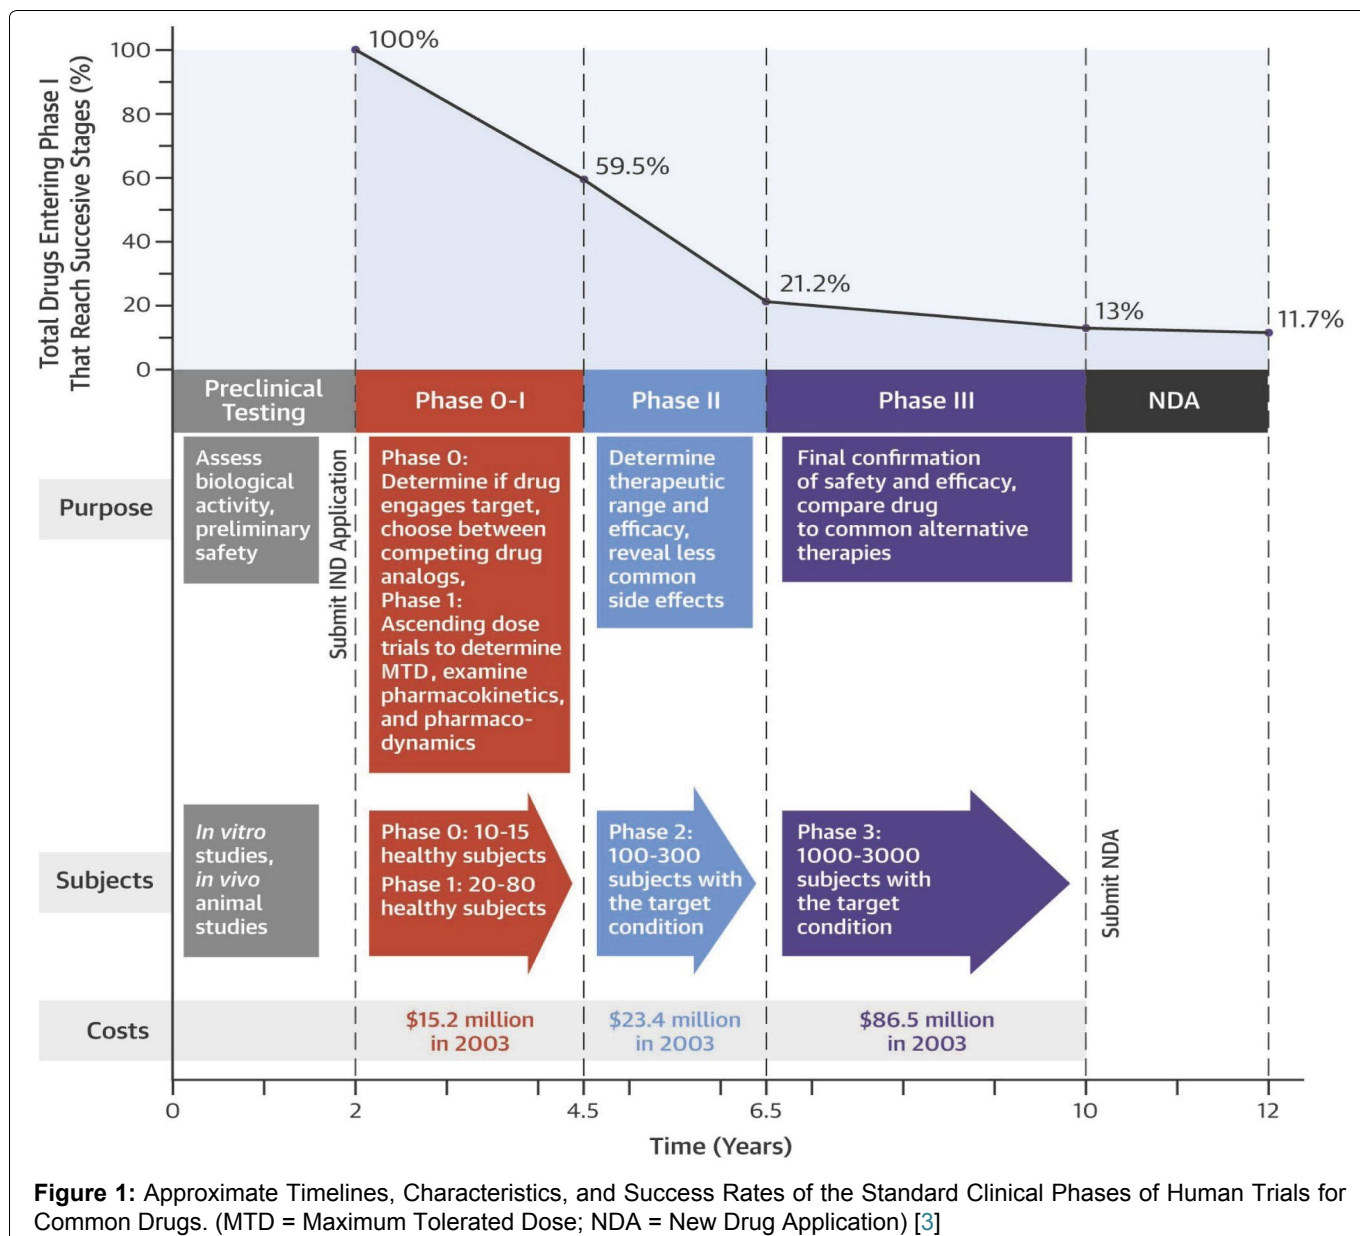 Total Drugs Entering Phase I
That Reach Succesive Stages (%)
100
80
60
40
20
0
100%
59.5%
21.2%
13%
11.7%
Preclinical
Testing
Phase 0-I
Phase II
Phase III
NDA
Purpose
Assess
biological
activity,
preliminary
safety
Submit IND Application
Phase 0:
Determine if drug
engages target,
choose between
competing drug
analogs,
Phase 1:
Ascending dose
trials to determine
MTD, examine
pharmacokinetics,
and pharmaco-
dynamics
Determine
therapeutic
range and
efficacy,
reveal less
common
side effects
Final confirmation
of safety and efficacy,
compare drug
to common alternative
therapies
Subjects
In vitro
studies,
in vivo
animal
studies
Phase 0: 10-15
healthy subjects
Phase 1: 20-80
healthy subjects
Phase 2:
100-300
subjects with
the target
condition
Phase 3:
1000-3000
subjects with
the target
condition
Submit NDA
Costs
$15.2 million
in 2003
$23.4 million
in 2003
$86.5 million
in 2003
0
2
4.5
6.5
10
12
Time (Years)
Figure 1: Approximate Timelines, Characteristics, and Success Rates of the Standard Clinical Phases of Human Trials for
Common Drugs. (MTD = Maximum Tolerated Dose; NDA = New Drug Application) [3]